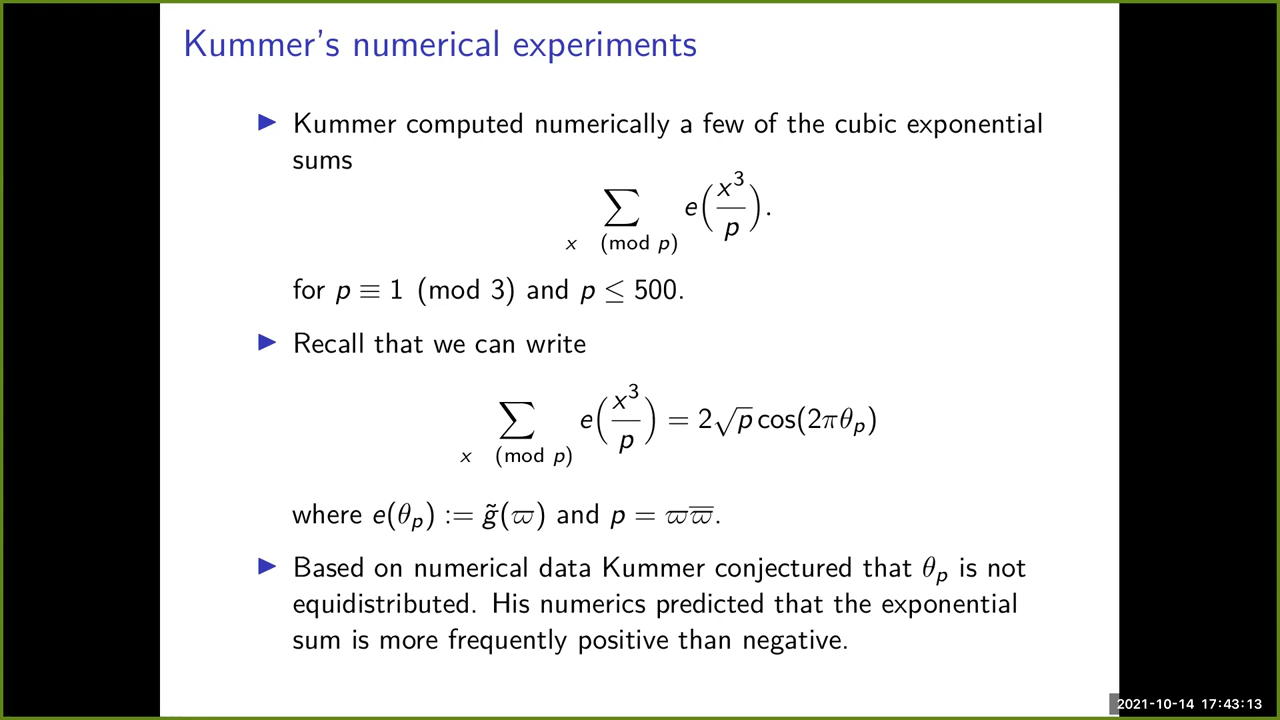 Kummer's numerical experiments
▶ Kummer computed numerically a few of the cubic exponential
sums
∑_{x (mod p)} e(x³/p).
for p ≡ 1 (mod 3) and p ≤ 500.
▶ Recall that we can write
∑_{x (mod p)} e(x³/p) = 2√p cos(2πθ_p)
where e(θ_p) := g̃(ϖ) and p = ϖϖ̅.
▶ Based on numerical data Kummer conjectured that θ_p is not
equidistributed. His numerics predicted that the exponential
sum is more frequently positive than negative.
2021-10-14 17:43:13